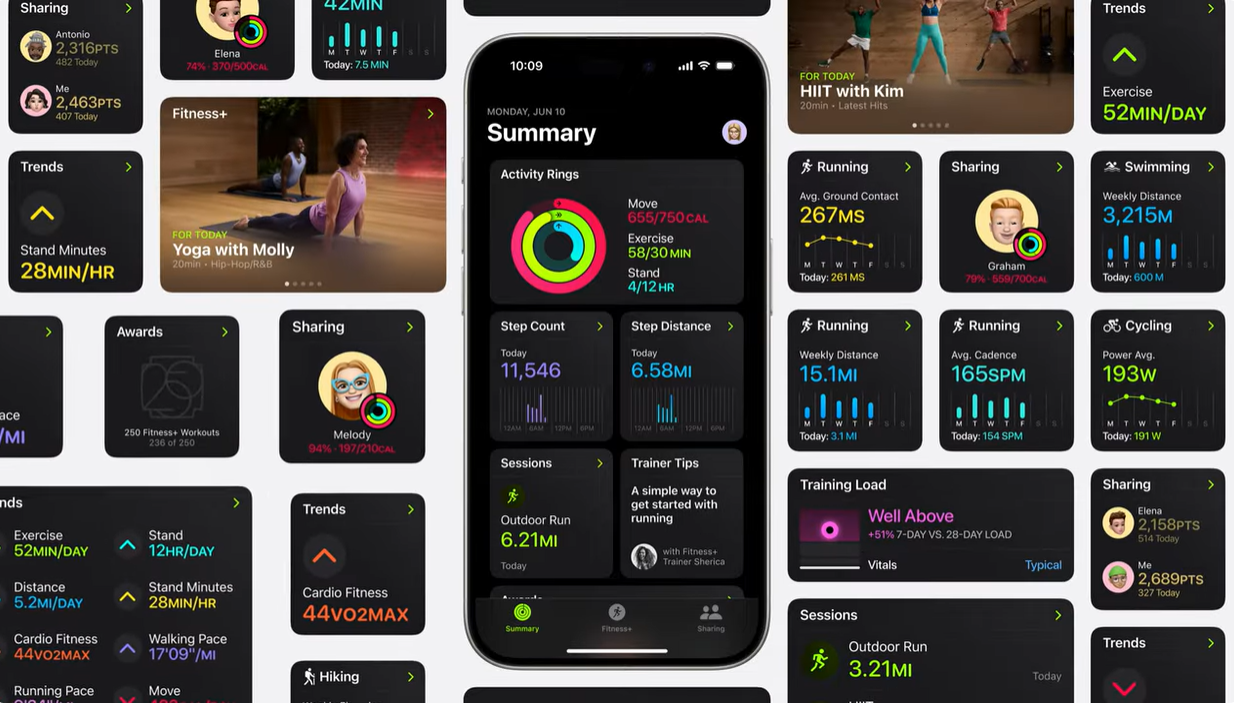 Sharing
Antonio
2,316PTS
482 Today
Me
2,463PTS
407 Today
Elena
74% · 370/500CAL
42MIN
M T W T F S S
Today: 7.5 MIN
Trends
Stand Minutes
28MIN/HR
Fitness+
FOR TODAY
Yoga with Molly
20min • Hip-Hop/R&B
ace
/MI
Awards
250 Fitness+ Workouts
236 of 250
Sharing
Melody
94% · 197/210CAL
nds
Exercise
52MIN/DAY
Stand
12HR/DAY
Distance
5.2MI/DAY
Stand Minutes
28MIN/HR
Cardio Fitness
44VO2MAX
Walking Pace
17'09"/MI
Running Pace
Move
Trends
Cardio Fitness
44VO2MAX
Hiking
10:09
MONDAY, JUN 10
Summary
Activity Rings
Move
655/750 CAL
Exercise
58/30 MIN
Stand
4/12 HR
Step Count
Today
11,546
12AM 6AM 12PM 6PM
Step Distance
Today
6.58MI
12AM 6AM 12PM 6PM
Sessions
Outdoor Run
6.21MI
Today
Trainer Tips
A simple way to
get started with
running
with Fitness+
Trainer Sherica
Awards
Summary
Fitness+
Sharing
FOR TODAY
HIIT with Kim
20min • Latest Hits
Trends
Exercise
52MIN/DAY
Running
Avg. Ground Contact
267MS
M T W T F S S
Today: 261 MS
Sharing
Graham
79% · 559/700CAL
Swimming
Weekly Distance
3,215M
M T W T F S S
Today: 600 M
Running
Weekly Distance
15.1MI
M T W T F S S
Today: 3.1 MI
Running
Avg. Cadence
165SPM
M T W T F S S
Today: 154 SPM
Cycling
Power Avg.
193W
M T W T F S S
Today: 191 W
Training Load
Well Above
+51% 7-DAY VS. 28-DAY LOAD
Vitals
Typical
Sharing
Elena
2,158PTS
514 Today
Me
2,689PTS
327 Today
Sessions
Outdoor Run
3.21MI
Today
Trends